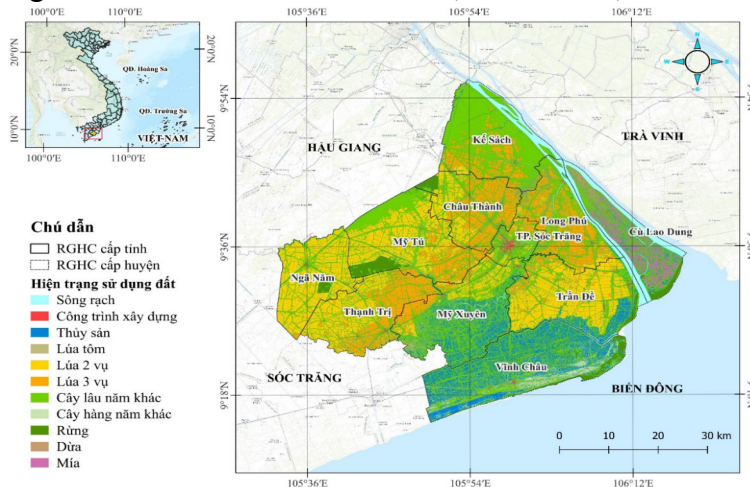 100°0'E
110°0'E
20°0'N
20°0'N
QĐ. Hoàng Sa
QĐ. Trường Sa
10°0'N
10°0'N
VIỆT NAM
100°0'E
110°0'E
105°36'E
105°54'E
106°12'E
N
W
E
S
9°54'N
Kế Sách
TRÀ VINH
HẬU GIANG
Châu Thành
Long Phú
Cù Lao Dung
TP. Sóc Trăng
Mỹ Tú
9°36'N
Ngã Năm
Trần Đề
Thạnh Trị
Mỹ Xuyên
Vĩnh Châu
SÓC TRĂNG
BIỂN ĐÔNG
9°18'N
0 10 20 30 km
105°36'E
105°54'E
106°12'E
Chú dẫn
RGHC cấp tỉnh
RGHC cấp huyện
Hiện trạng sử dụng đất
Sông rạch
Công trình xây dựng
Thủy sản
Lúa tôm
Lúa 2 vụ
Lúa 3 vụ
Cây lâu năm khác
Cây hàng năm khác
Rừng
Dừa
Mía